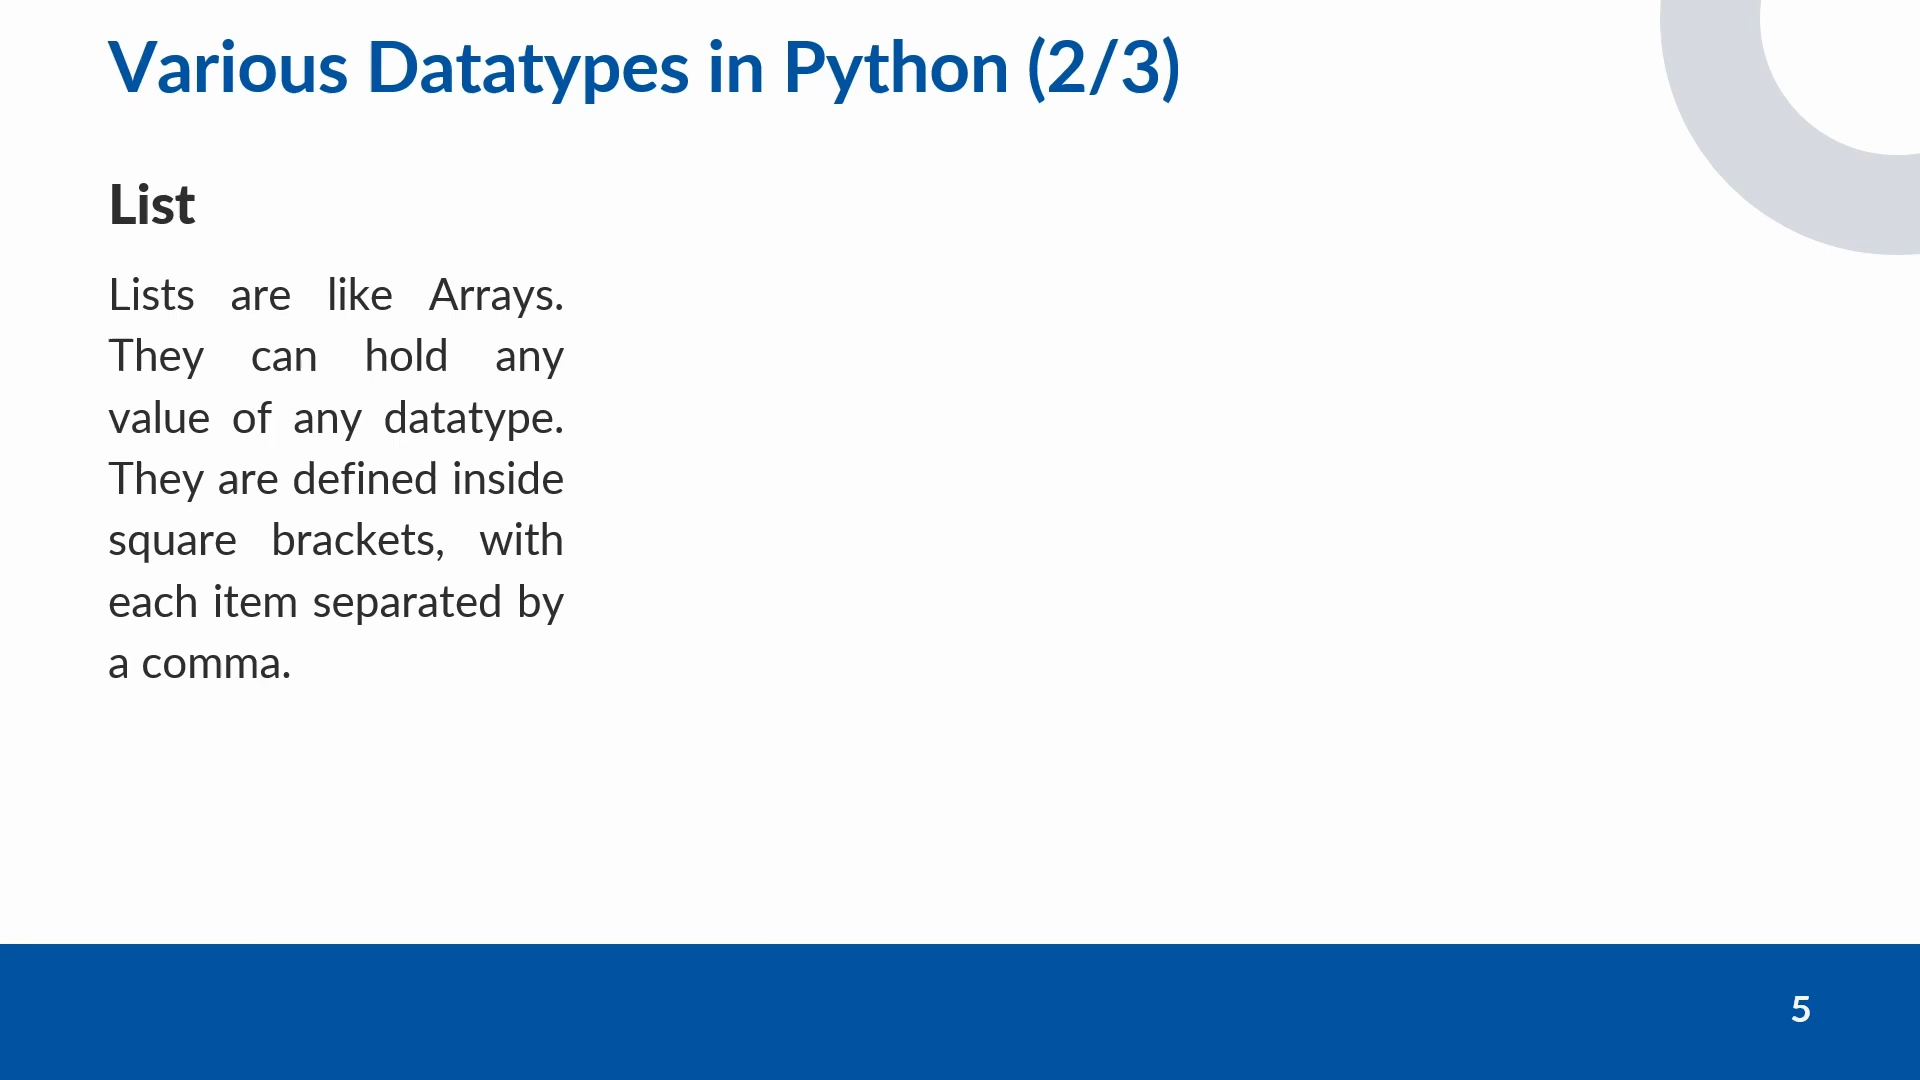 Various Datatypes in Python (2/3)
List
Lists are like Arrays.
They can hold any
value of any datatype.
They are defined inside
square brackets, with
each item separated by
a comma.
5